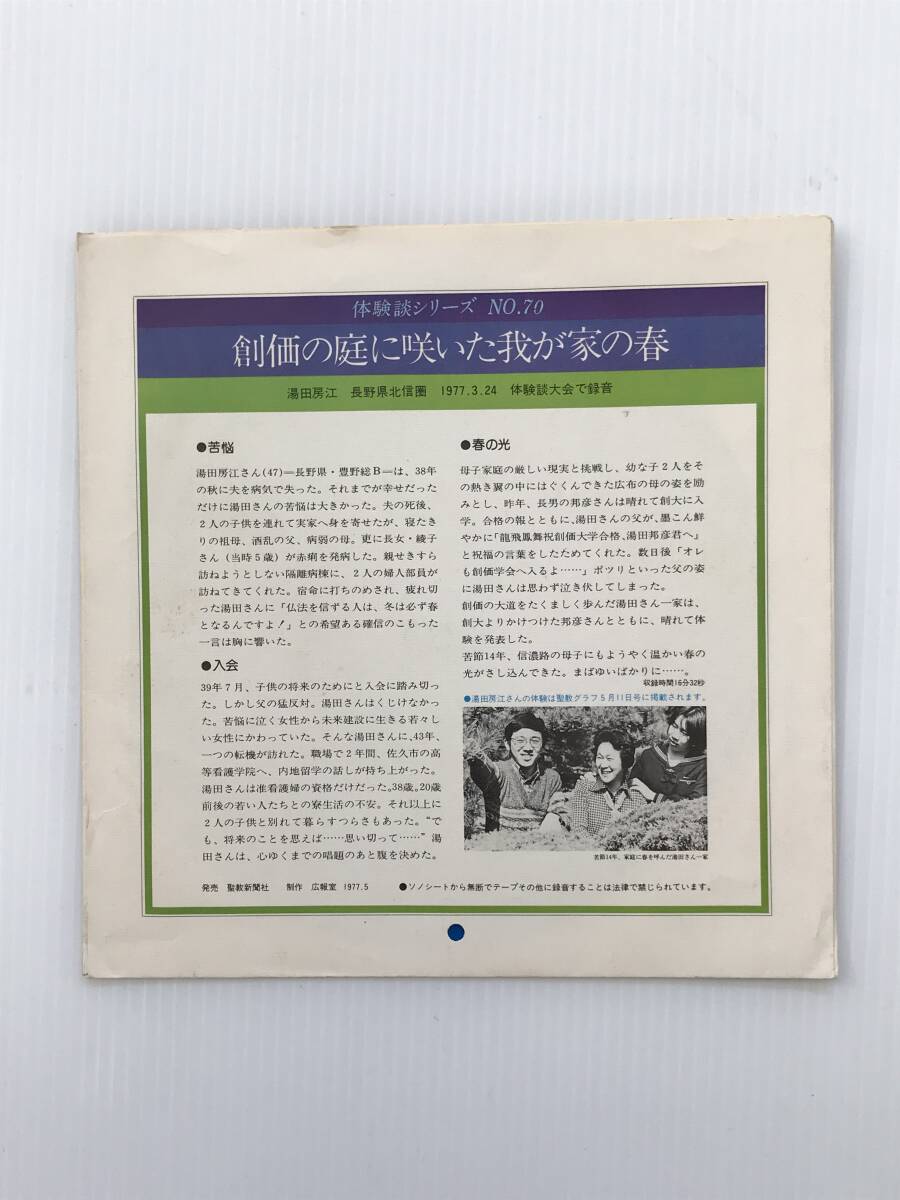 体験談シリーズ NO.70
創価の庭に咲いた我が家の春
湯田房江 長野県北信圏 1977.3.24 体験談大会で録音
●苦悩
湯田房江さん(47)=長野県・豊野総B=は、38年
の秋に夫を病気で失った。それまでが幸せだった
だけに湯田さんの苦悩は大きかった。夫の死後、
2人の子供を連れて実家へ身を寄せたが、寝たき
りの祖母、酒乱の父、病弱の母。更に長女・綾子
さん(当時5歳)が赤痢を発病した。親せきすら
訪ねようとしない隔離病棟に、2人の婦人部員が
訪ねてきてくれた。宿命に打ちのめされ、疲れ切
った湯田さんに「仏法を信ずる人は、冬は必ず春
となるんですよ!」との希望ある確信のこもった
一言は胸に響いた。
●入会
39年7月、子供の将来のためにと入会に踏み切っ
た。しかし父の猛反対。湯田さんはくじけなかっ
た。苦悩に泣く女性から未来建設に生きる若々し
い女性にかわっていた。そんな湯田さんに、43年、
一つの転機が訪れた。職場で2年間、佐久市の高
等看護学院へ、内地留学の話しが持ち上がった。
湯田さんは准看護婦の資格だけだった。38歳。20歳
前後の若い人たちとの寮生活の不安。それ以上に
2人の子供と別れて暮らすつらさもあった。“で
も、将来のことを思えば……思い切って……”湯
田さんは、心ゆくまでの唱題のあと腹を決めた。
●春の光
母子家庭の厳しい現実と挑戦し、幼な子2人をそ
の熱き翼の中にはぐくんできた広布の母の姿を励
みとし、昨年、長男の邦彦さんは晴れて創大に入
学。合格の報とともに、湯田さんの父が、墨こん鮮
やかに『龍飛鳳舞祝創価大学合格、湯田邦彦君へ』
と祝福の言葉をしたためてくれた。数日後「オレ
も創価学会へ入るよ……」ポツリといった父の姿
に湯田さんは思わず泣き伏してしまった。
創価の大道をたくましく歩んだ湯田さん一家は、
創大よりかけつけた邦彦さんとともに、晴れて体
験を発表した。
苦節14年、信濃路の母子にもようやく温かい春の
光がさし込んできた。まばゆいばかりに……。
収録時間16分32秒
●湯田房江さんの体験は聖教グラフ5月11日号に掲載されます。
苦節14年、家庭に春を呼んだ湯田さん一家
発売 聖教新聞社 制作 広報室 1977.5 ●ソノシートから無断でテープその他に録音することは法律で禁じられています。